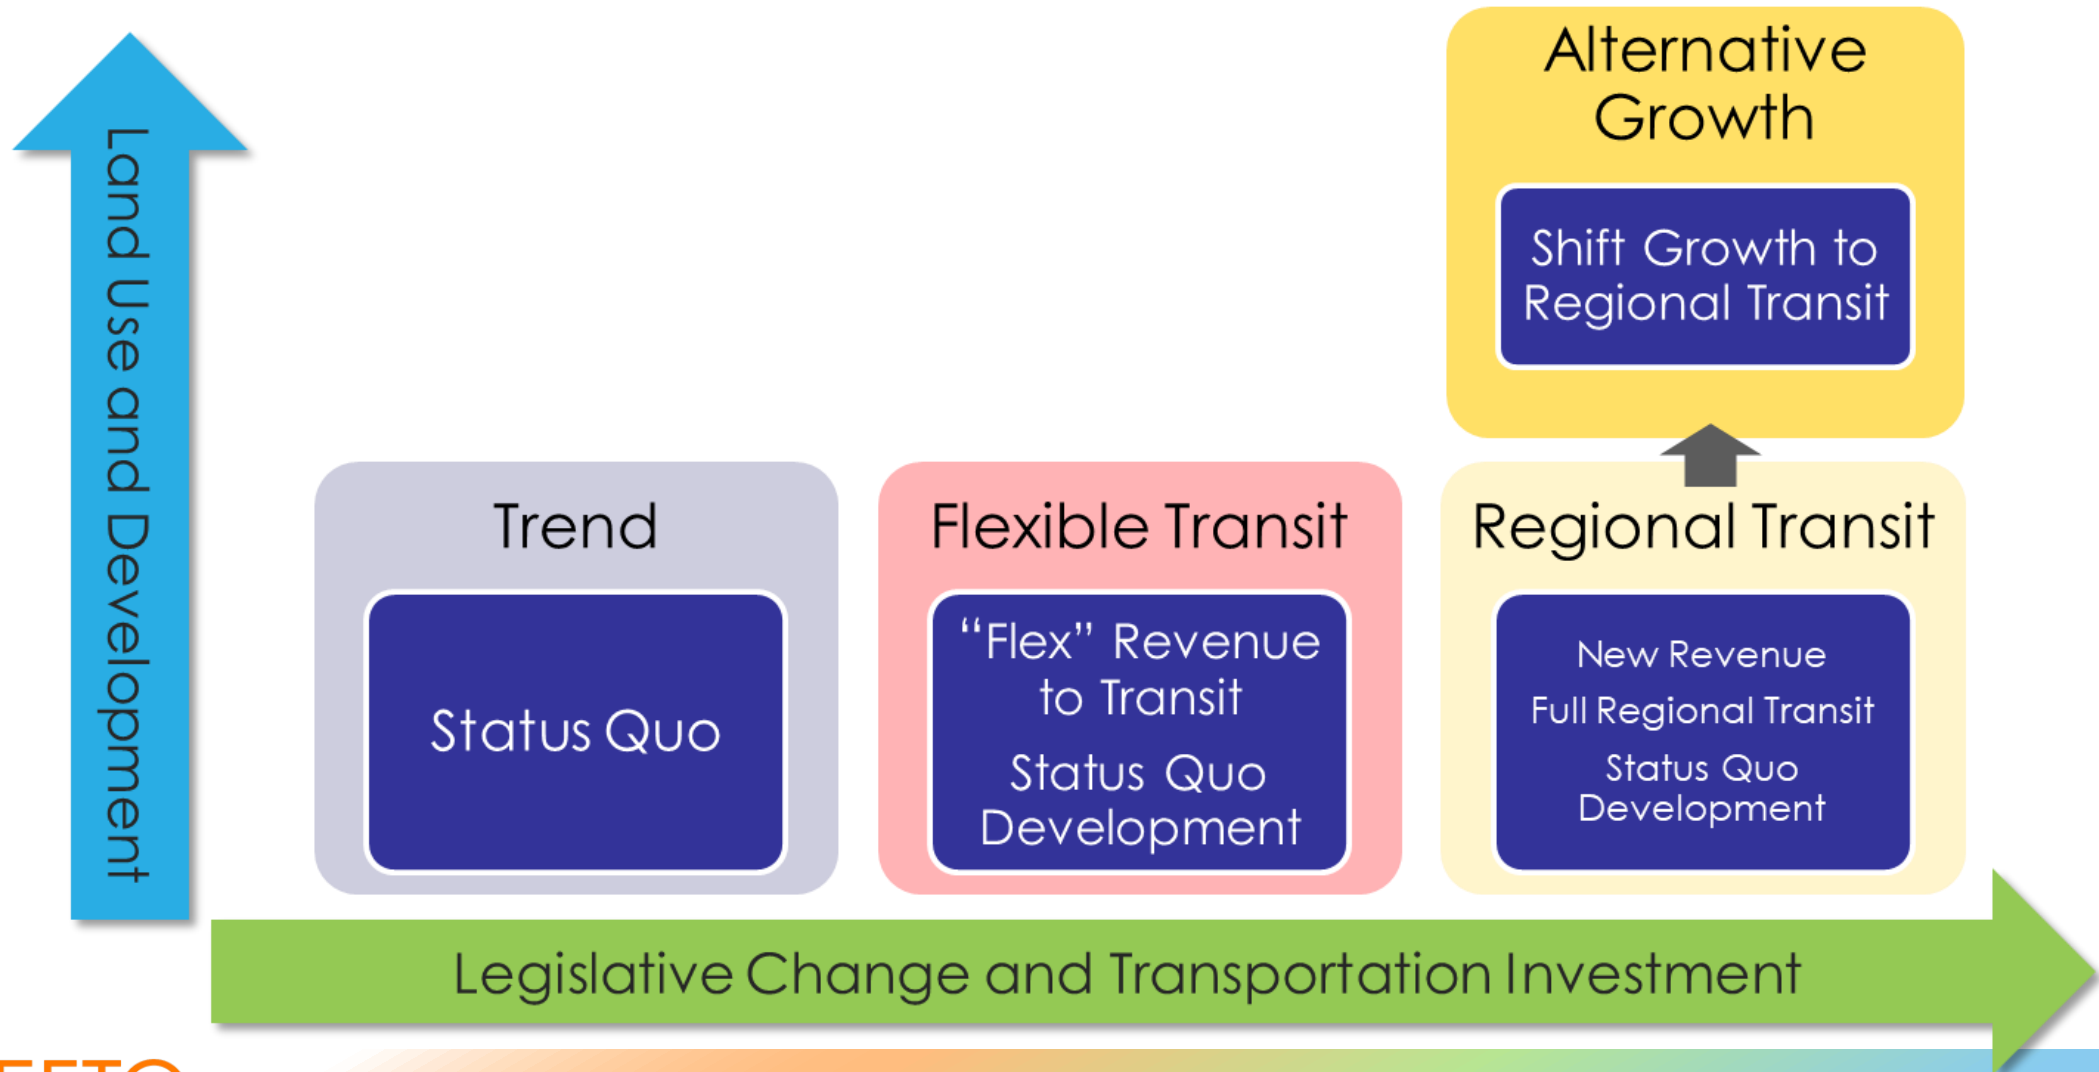 Land Use and Development
Alternative
Growth
Shift Growth to
Regional Transit
Trend
Status Quo
Flexible Transit
“Flex” Revenue
to Transit
Status Quo
Development
Regional Transit
New Revenue
Full Regional Transit
Status Quo
Development
Legislative Change and Transportation Investment